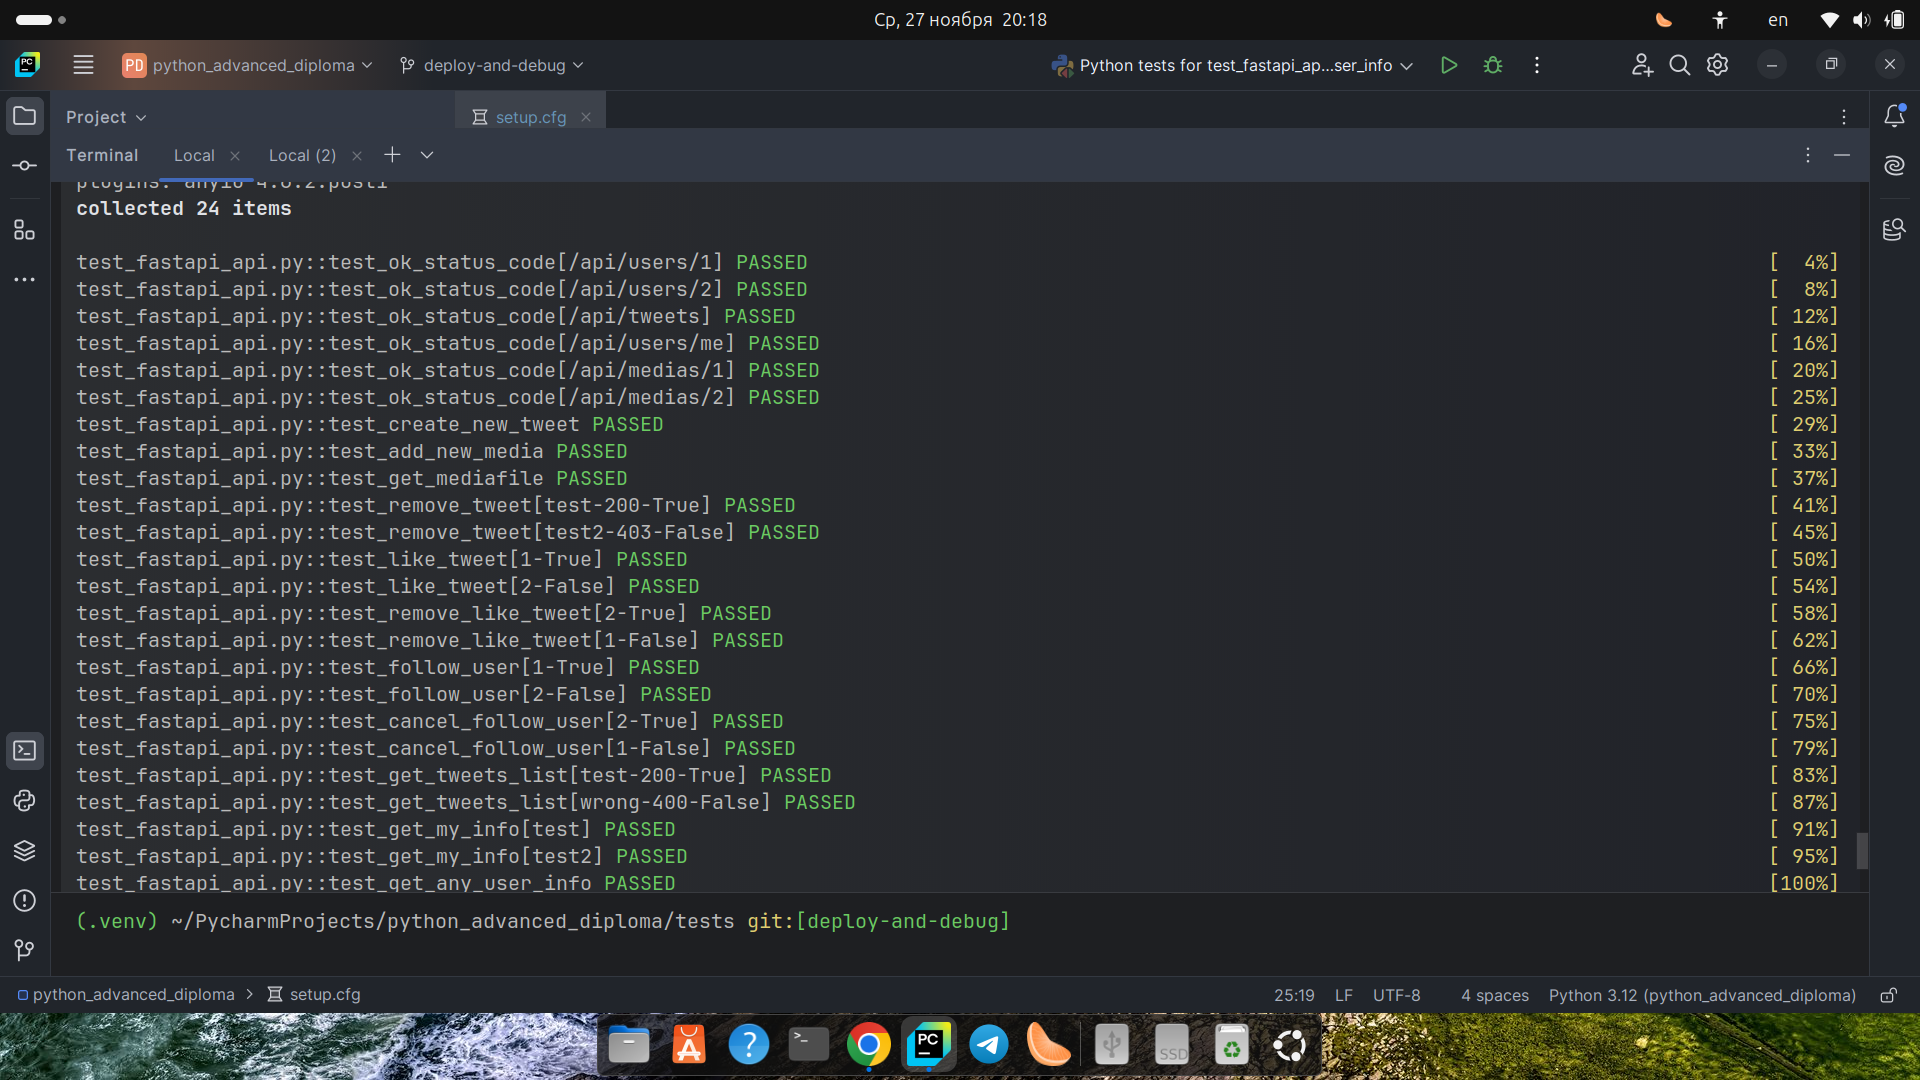 Ср, 27 ноября 20:18
en
PC
PD python_advanced_diploma
deploy-and-debug
Python tests for test_fastapi_ap...ser_info
Project
setup.cfg
Terminal
Local
Local (2)
plugins: anyio-4.6.2.post1
collected 24 items
test_fastapi_api.py::test_ok_status_code[/api/users/1] PASSED [  4%]
test_fastapi_api.py::test_ok_status_code[/api/users/2] PASSED [  8%]
test_fastapi_api.py::test_ok_status_code[/api/tweets] PASSED [ 12%]
test_fastapi_api.py::test_ok_status_code[/api/users/me] PASSED [ 16%]
test_fastapi_api.py::test_ok_status_code[/api/medias/1] PASSED [ 20%]
test_fastapi_api.py::test_ok_status_code[/api/medias/2] PASSED [ 25%]
test_fastapi_api.py::test_create_new_tweet PASSED [ 29%]
test_fastapi_api.py::test_add_new_media PASSED [ 33%]
test_fastapi_api.py::test_get_mediafile PASSED [ 37%]
test_fastapi_api.py::test_remove_tweet[test-200-True] PASSED [ 41%]
test_fastapi_api.py::test_remove_tweet[test2-403-False] PASSED [ 45%]
test_fastapi_api.py::test_like_tweet[1-True] PASSED [ 50%]
test_fastapi_api.py::test_like_tweet[2-False] PASSED [ 54%]
test_fastapi_api.py::test_remove_like_tweet[2-True] PASSED [ 58%]
test_fastapi_api.py::test_remove_like_tweet[1-False] PASSED [ 62%]
test_fastapi_api.py::test_follow_user[1-True] PASSED [ 66%]
test_fastapi_api.py::test_follow_user[2-False] PASSED [ 70%]
test_fastapi_api.py::test_cancel_follow_user[2-True] PASSED [ 75%]
test_fastapi_api.py::test_cancel_follow_user[1-False] PASSED [ 79%]
test_fastapi_api.py::test_get_tweets_list[test-200-True] PASSED [ 83%]
test_fastapi_api.py::test_get_tweets_list[wrong-400-False] PASSED [ 87%]
test_fastapi_api.py::test_get_my_info[test] PASSED [ 91%]
test_fastapi_api.py::test_get_my_info[test2] PASSED [ 95%]
test_fastapi_api.py::test_get_any_user_info PASSED [100%]
(.venv) ~/PycharmProjects/python_advanced_diploma/tests git:[deploy-and-debug]
python_advanced_diploma
setup.cfg
25:19
LF
UTF-8
4 spaces
Python 3.12 (python_advanced_diploma)
PC
SSD